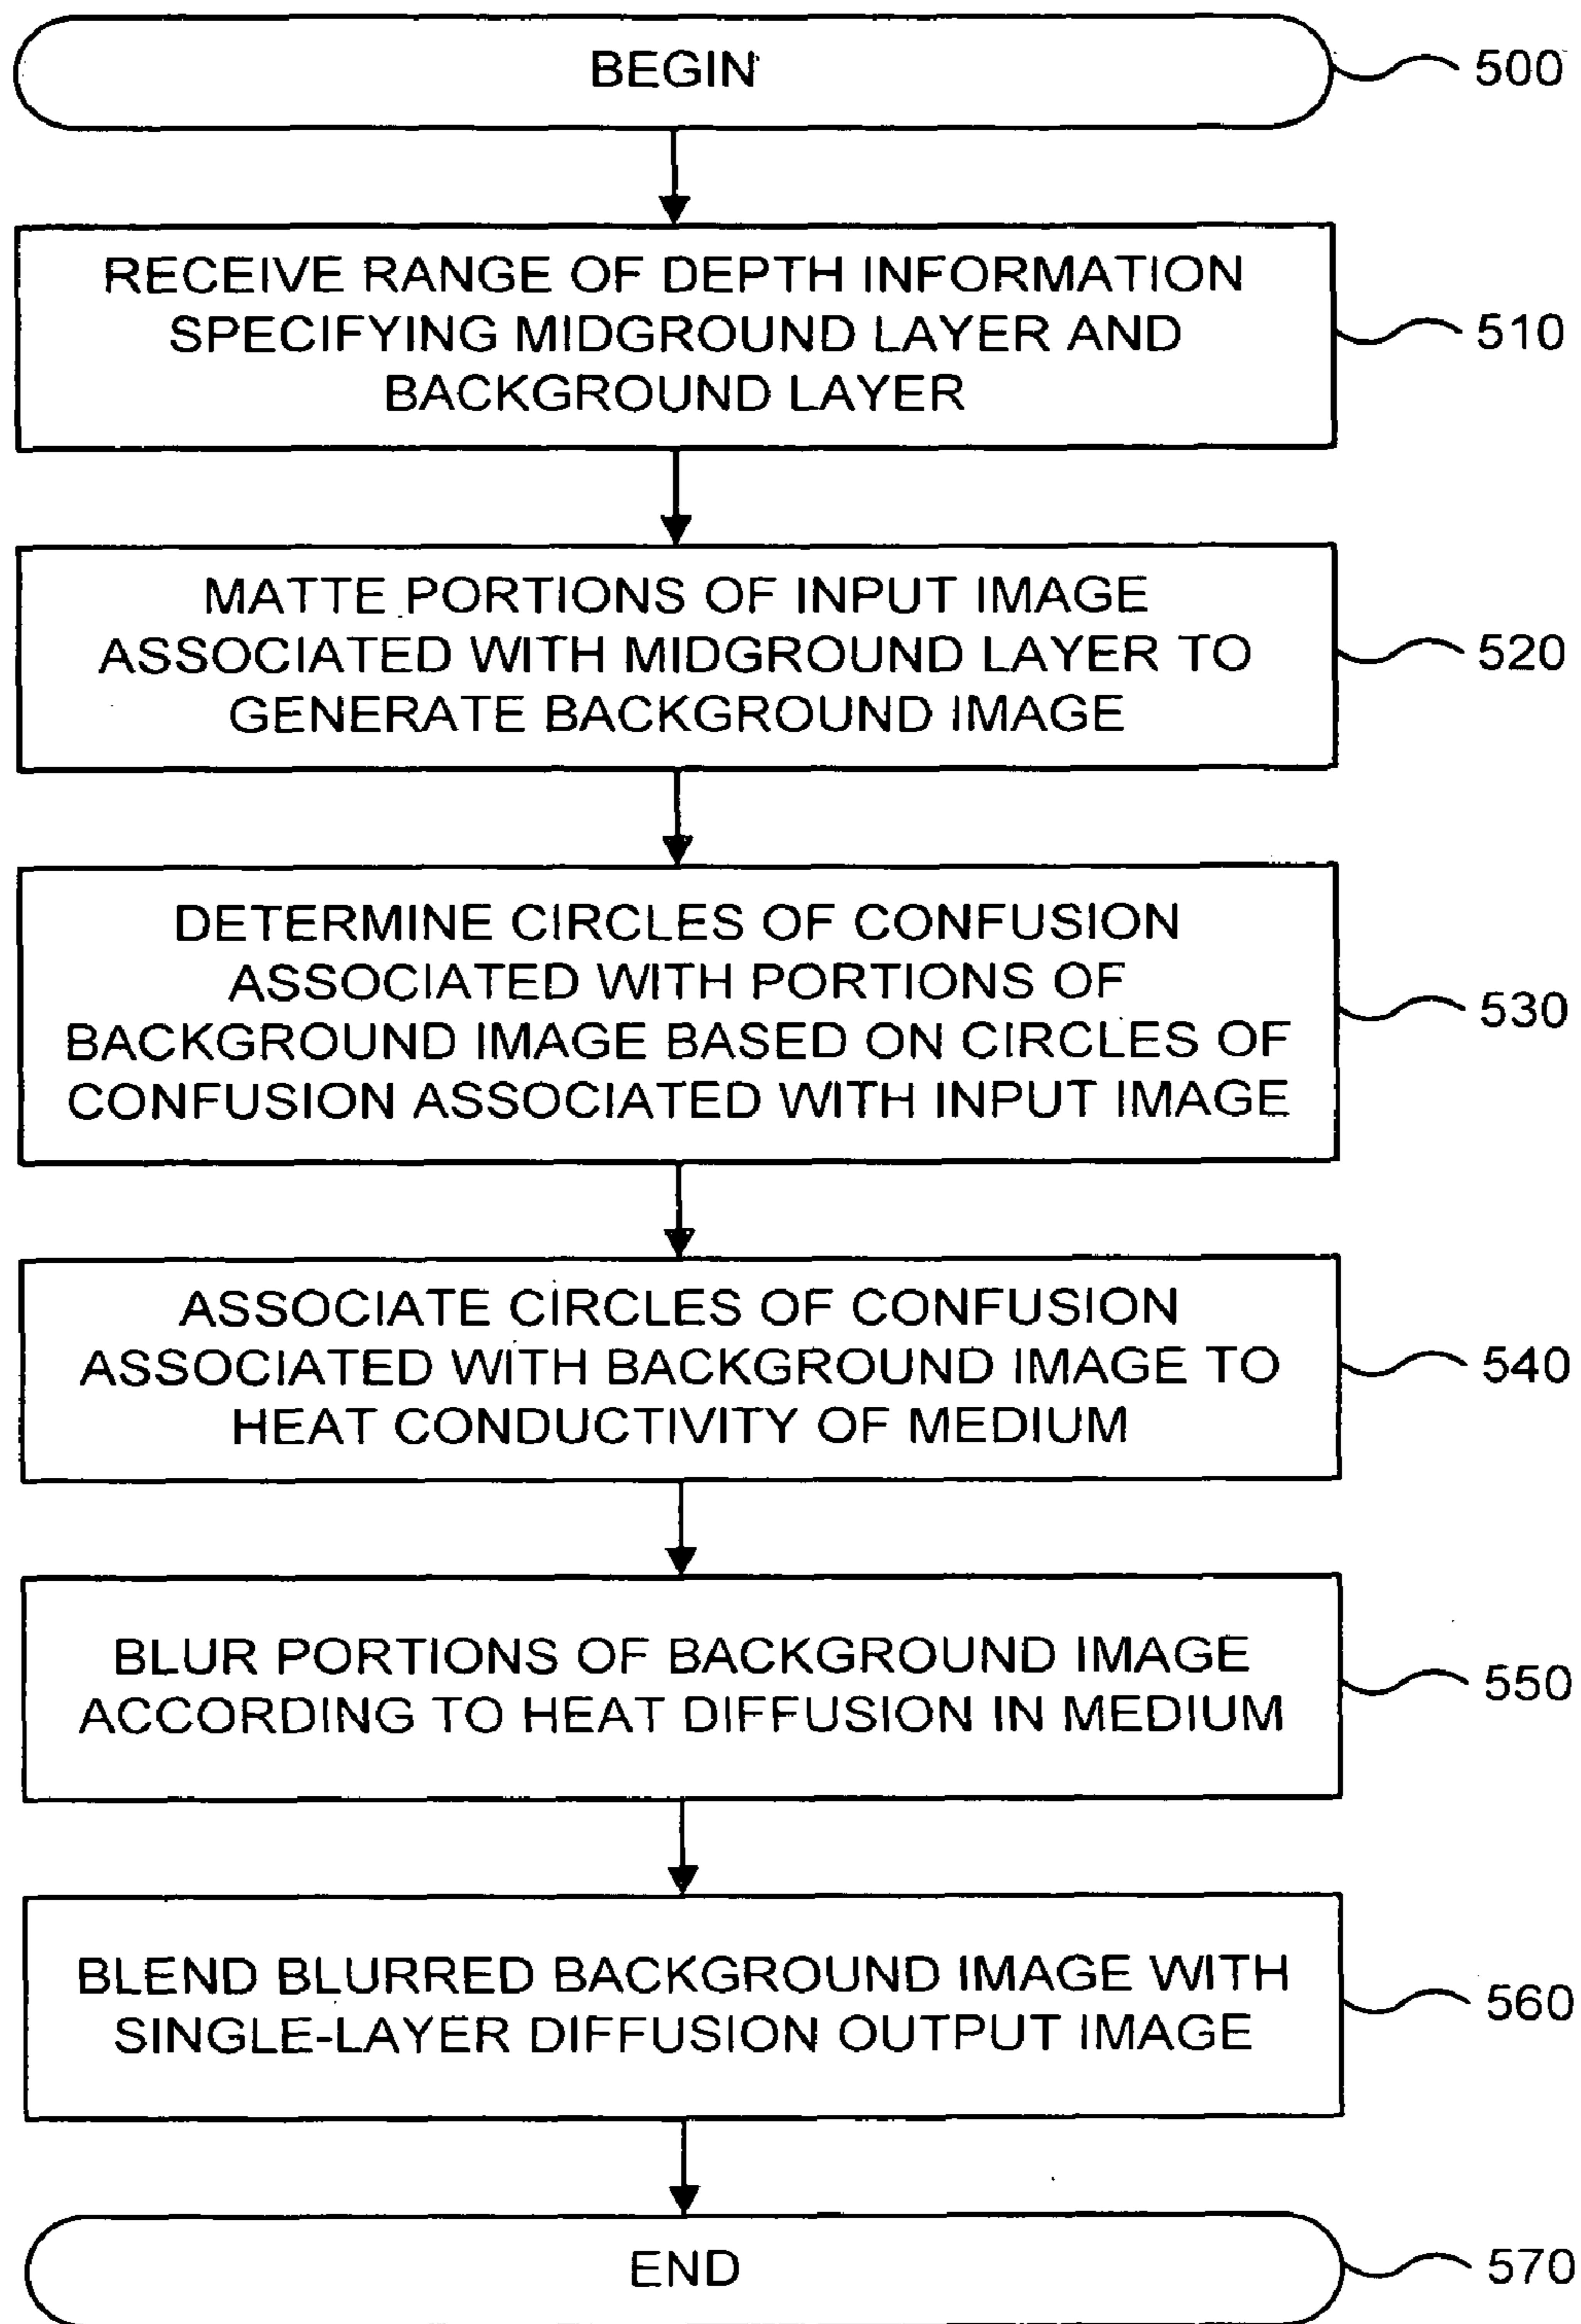 BEGIN
500
RECEIVE RANGE OF DEPTH INFORMATION
SPECIFYING MIDGROUND LAYER AND
BACKGROUND LAYER
510
MATTE PORTIONS OF INPUT IMAGE
ASSOCIATED WITH MIDGROUND LAYER TO
GENERATE BACKGROUND IMAGE
520
DETERMINE CIRCLES OF CONFUSION
ASSOCIATED WITH PORTIONS OF
BACKGROUND IMAGE BASED ON CIRCLES OF
CONFUSION ASSOCIATED WITH INPUT IMAGE
530
ASSOCIATE CIRCLES OF CONFUSION
ASSOCIATED WITH BACKGROUND IMAGE TO
HEAT CONDUCTIVITY OF MEDIUM
540
BLUR PORTIONS OF BACKGROUND IMAGE
ACCORDING TO HEAT DIFFUSION IN MEDIUM
550
BLEND BLURRED BACKGROUND IMAGE WITH
SINGLE-LAYER DIFFUSION OUTPUT IMAGE
560
END
570